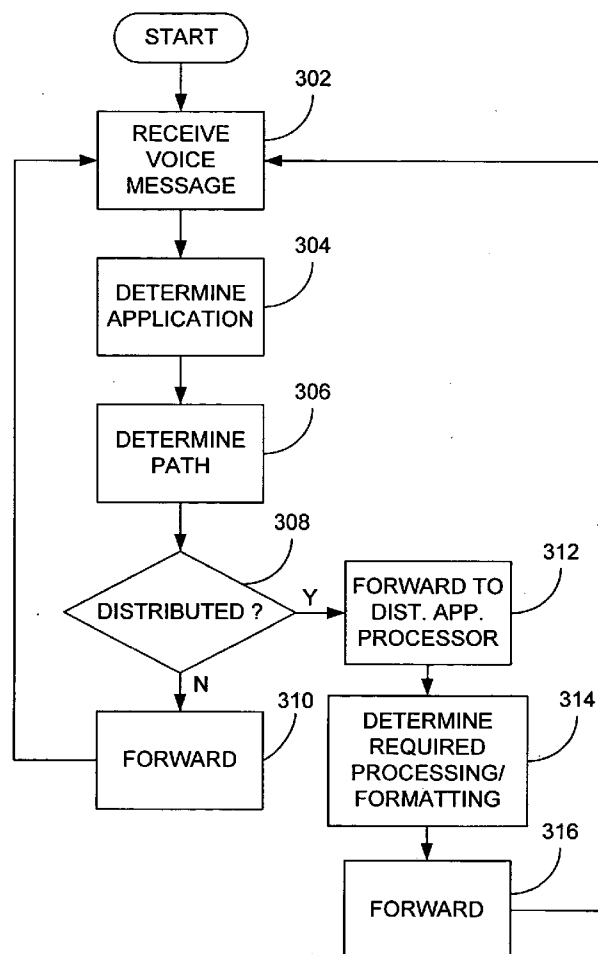 START
302
RECEIVE
VOICE
MESSAGE
304
DETERMINE
APPLICATION
306
DETERMINE
PATH
308
DISTRIBUTED ?
Y
N
310
FORWARD
312
FORWARD TO
DIST. APP.
PROCESSOR
314
DETERMINE
REQUIRED
PROCESSING/
FORMATTING
316
FORWARD